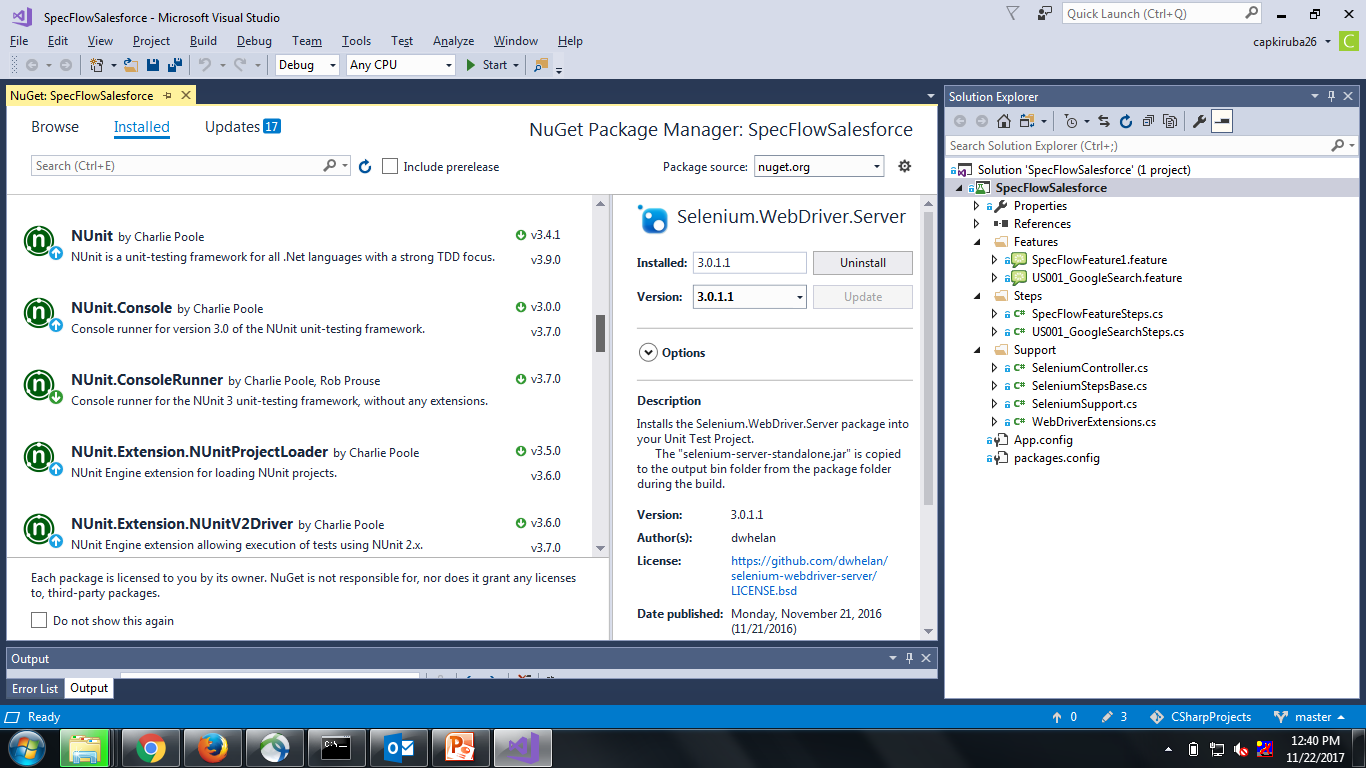 SpecFlowSalesforce - Microsoft Visual Studio
Quick Launch (Ctrl+Q)
File Edit View Project Build Debug Team Tools Test Analyze Window Help
capkiruba26 C
Debug Any CPU Start
NuGet: SpecFlowSalesforce
Browse Installed Updates 17
NuGet Package Manager: SpecFlowSalesforce
Search (Ctrl+E) Include prerelease
Package source: nuget.org
NUnit by Charlie Poole v3.4.1
NUnit is a unit-testing framework for all .Net languages with a strong TDD focus. v3.9.0
NUnit.Console by Charlie Poole v3.0.0
Console runner for version 3.0 of the NUnit unit-testing framework. v3.7.0
NUnit.ConsoleRunner by Charlie Poole, Rob Prouse v3.7.0
Console runner for the NUnit 3 unit-testing framework, without any extensions.
NUnit.Extension.NUnitProjectLoader by Charlie Poole v3.5.0
NUnit Engine extension for loading NUnit projects. v3.6.0
NUnit.Extension.NUnitV2Driver by Charlie Poole v3.6.0
NUnit Engine extension allowing execution of tests using NUnit 2.x. v3.7.0
Each package is licensed to you by its owner. NuGet is not responsible for, nor does it grant any licenses
to, third-party packages.
Do not show this again
Selenium.WebDriver.Server
Installed: 3.0.1.1 Uninstall
Version: 3.0.1.1 Update
Options
Description
Installs the Selenium.WebDriver.Server package into
your Unit Test Project.
The "selenium-server-standalone.jar" is copied
to the output bin folder from the package folder
during the build.
Version: 3.0.1.1
Author(s): dwhelan
License: https://github.com/dwhelan/
selenium-webdriver-server/
LICENSE.bsd
Date published: Monday, November 21, 2016
(11/21/2016)
Solution Explorer
Search Solution Explorer (Ctrl+;)
Solution 'SpecFlowSalesforce' (1 project)
SpecFlowSalesforce
Properties
References
Features
SpecFlowFeature1.feature
US001_GoogleSearch.feature
Steps
C# SpecFlowFeatureSteps.cs
C# US001_GoogleSearchSteps.cs
Support
C# SeleniumController.cs
C# SeleniumStepsBase.cs
C# SeleniumSupport.cs
C# WebDriverExtensions.cs
App.config
packages.config
Output
Error List Output
Ready
0 3 CSharpProjects master
12:40 PM
11/22/2017